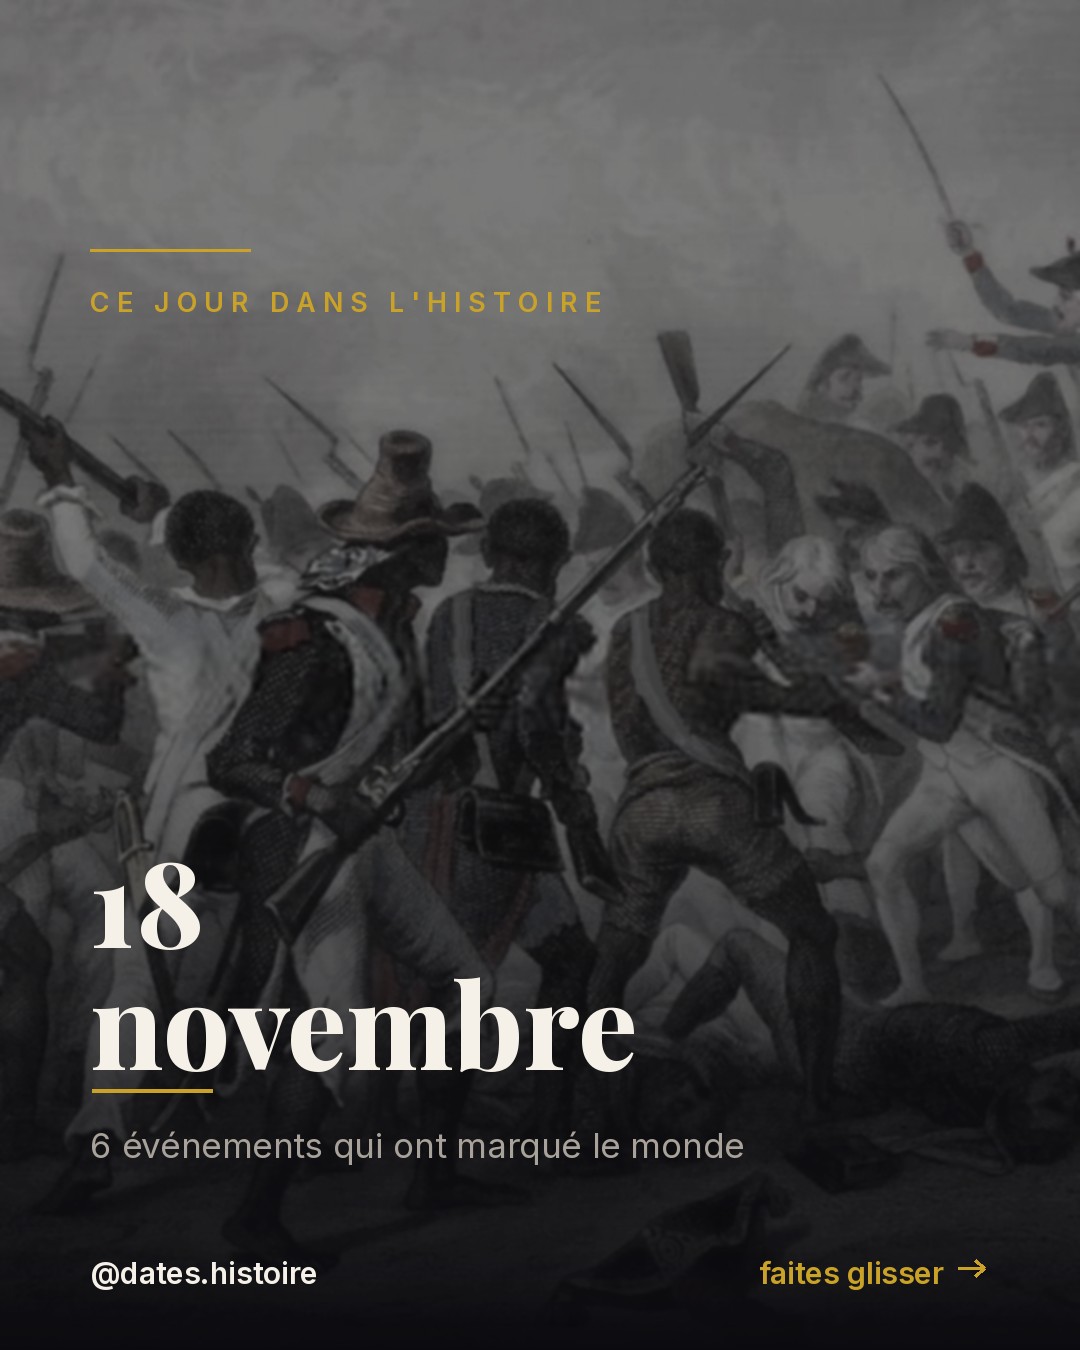 CE JOUR DANS L'HISTOIRE
18
novembre
6 événements qui ont marqué le monde
@dates.histoire
faites glisser →